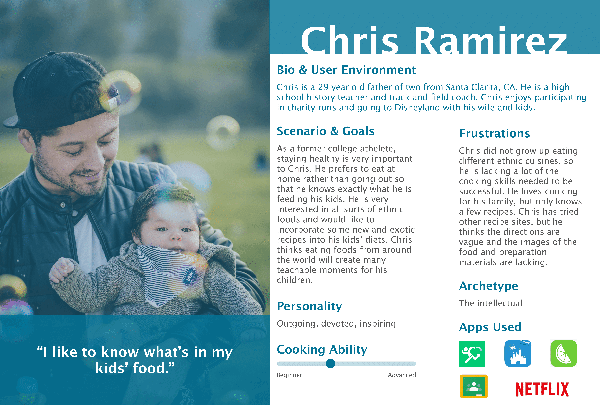 Chris Ramirez
Bio & User Environment
Chris is a 29 year old father of two from Santa Clarita, CA. He is a high
school history teacher and track and field coach. Chris enjoys participating
in charity runs and going to Disneyland with his wife and kids.
Scenario & Goals
As a former college athelete,
staying healthy is very important
to Chris. He prefers to eat at
home rather than going out so
that he knows exactly what he is
feeding his kids. He is very
interested in all sorts of ethnic
foods and would like to
incorporate some new and exotic
recipes into his kids' diets. Chris
thinks eating foods from around
the world will create many
teachable moments for his
children.
Personality
Outgoing, devoted, inspiring
Cooking Ability
Beginner Advanced
Frustrations
Chris did not grow up eating
different ethnic cuisines, so
he is lacking a lot of the
cooking skills needed to be
successful. He loves cooking
for his family, but only knows
a few recipes. Chris has tried
other recipe sites, but he
thinks the directions are
vague and the images of the
food and preparation
materials are lacking.
Archetype
The intellectual
Apps Used
NETFLIX
“I like to know what’s in my
kids’ food.”